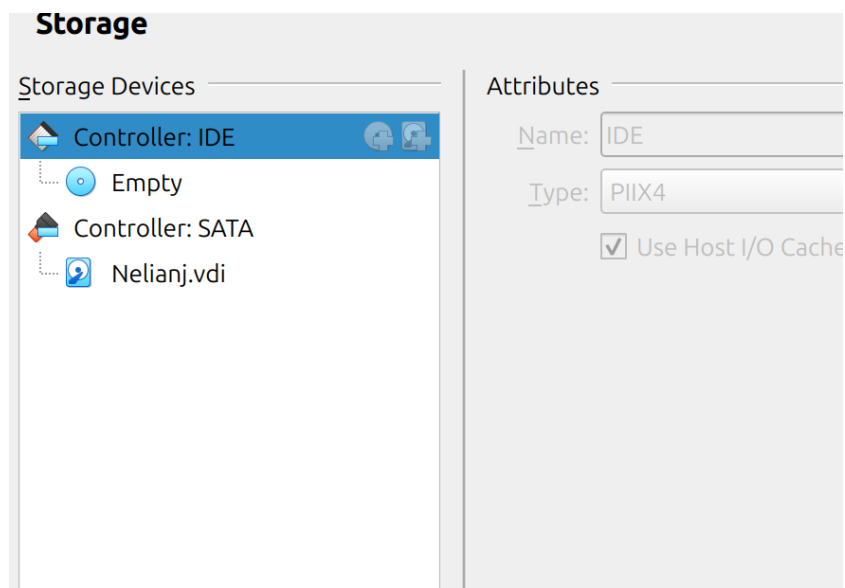 Storage
Storage Devices
Attributes
Controller: IDE
Empty
Controller: SATA
Nelianj.vdi
Name: IDE
Type: PIIX4
Use Host I/O Cache